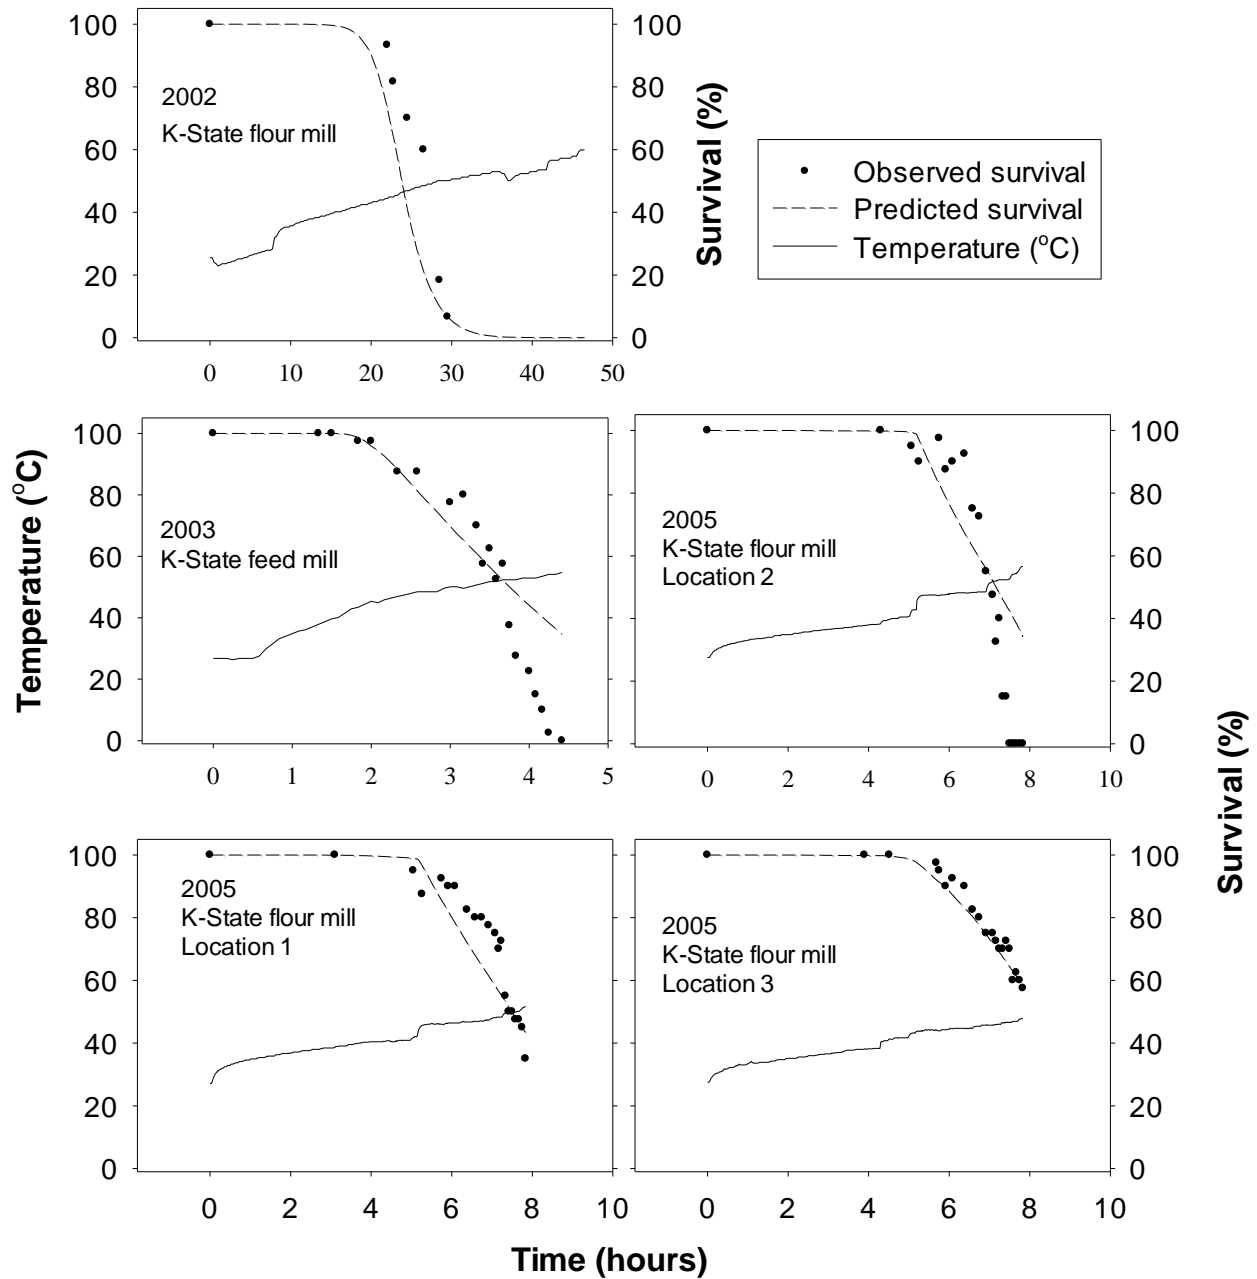 100
80
60
40
20
0
2002
K-State flour mill
100
80
60
40
20
0
Survival (%)
0 10 20 30 40 50
Observed survival
Predicted survival
Temperature (°C)
Temperature (°C)
100
80
60
40
20
0
2003
K-State feed mill
0 1 2 3 4 5
2005
K-State flour mill
Location 2
100
80
60
40
20
0
0 2 4 6 8 10
Survival (%)
100
80
60
40
20
0
2005
K-State flour mill
Location 1
0 2 4 6 8 10
2005
K-State flour mill
Location 3
100
80
60
40
20
0
0 2 4 6 8 10
Time (hours)